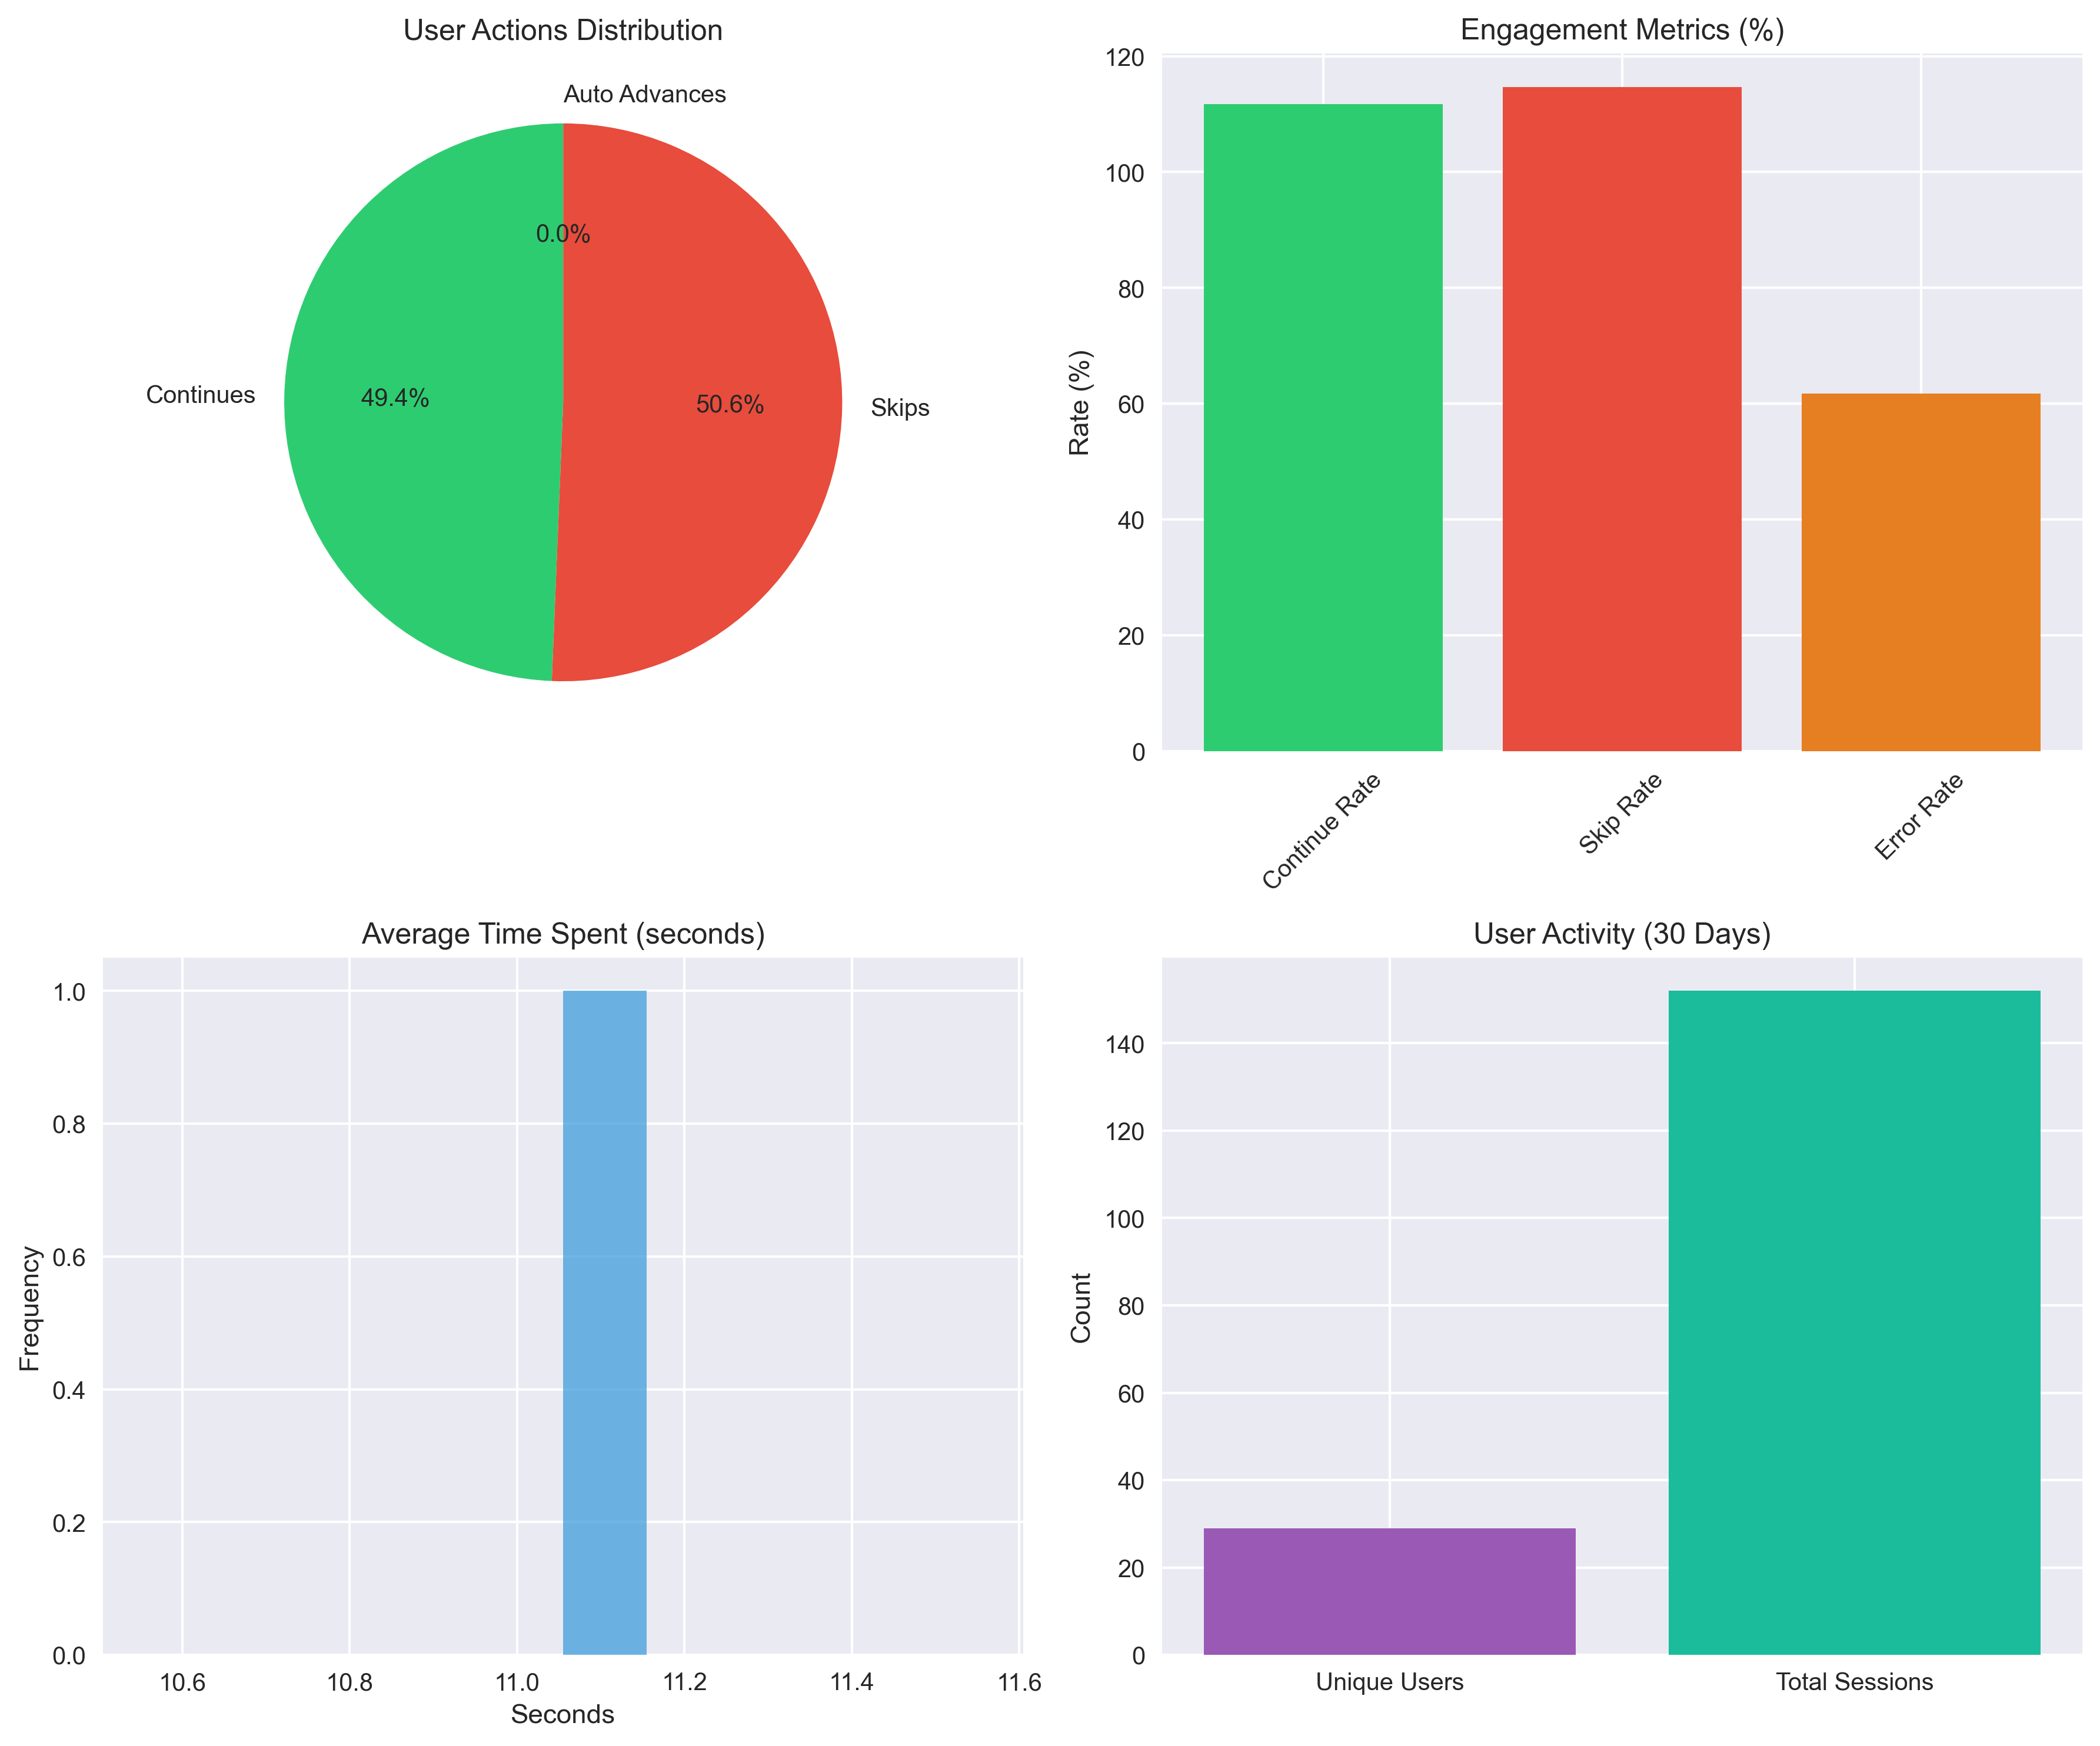 User Actions Distribution
Auto Advances
0.0%
Continues
49.4%
50.6%
Skips
Engagement Metrics (%)
120
100
80
60
40
20
0
Rate (%)
Continue Rate
Skip Rate
Error Rate
Average Time Spent (seconds)
1.0
0.8
0.6
0.4
0.2
0.0
Frequency
10.6
10.8
11.0
11.2
11.4
11.6
Seconds
User Activity (30 Days)
140
120
100
80
60
40
20
0
Count
Unique Users
Total Sessions